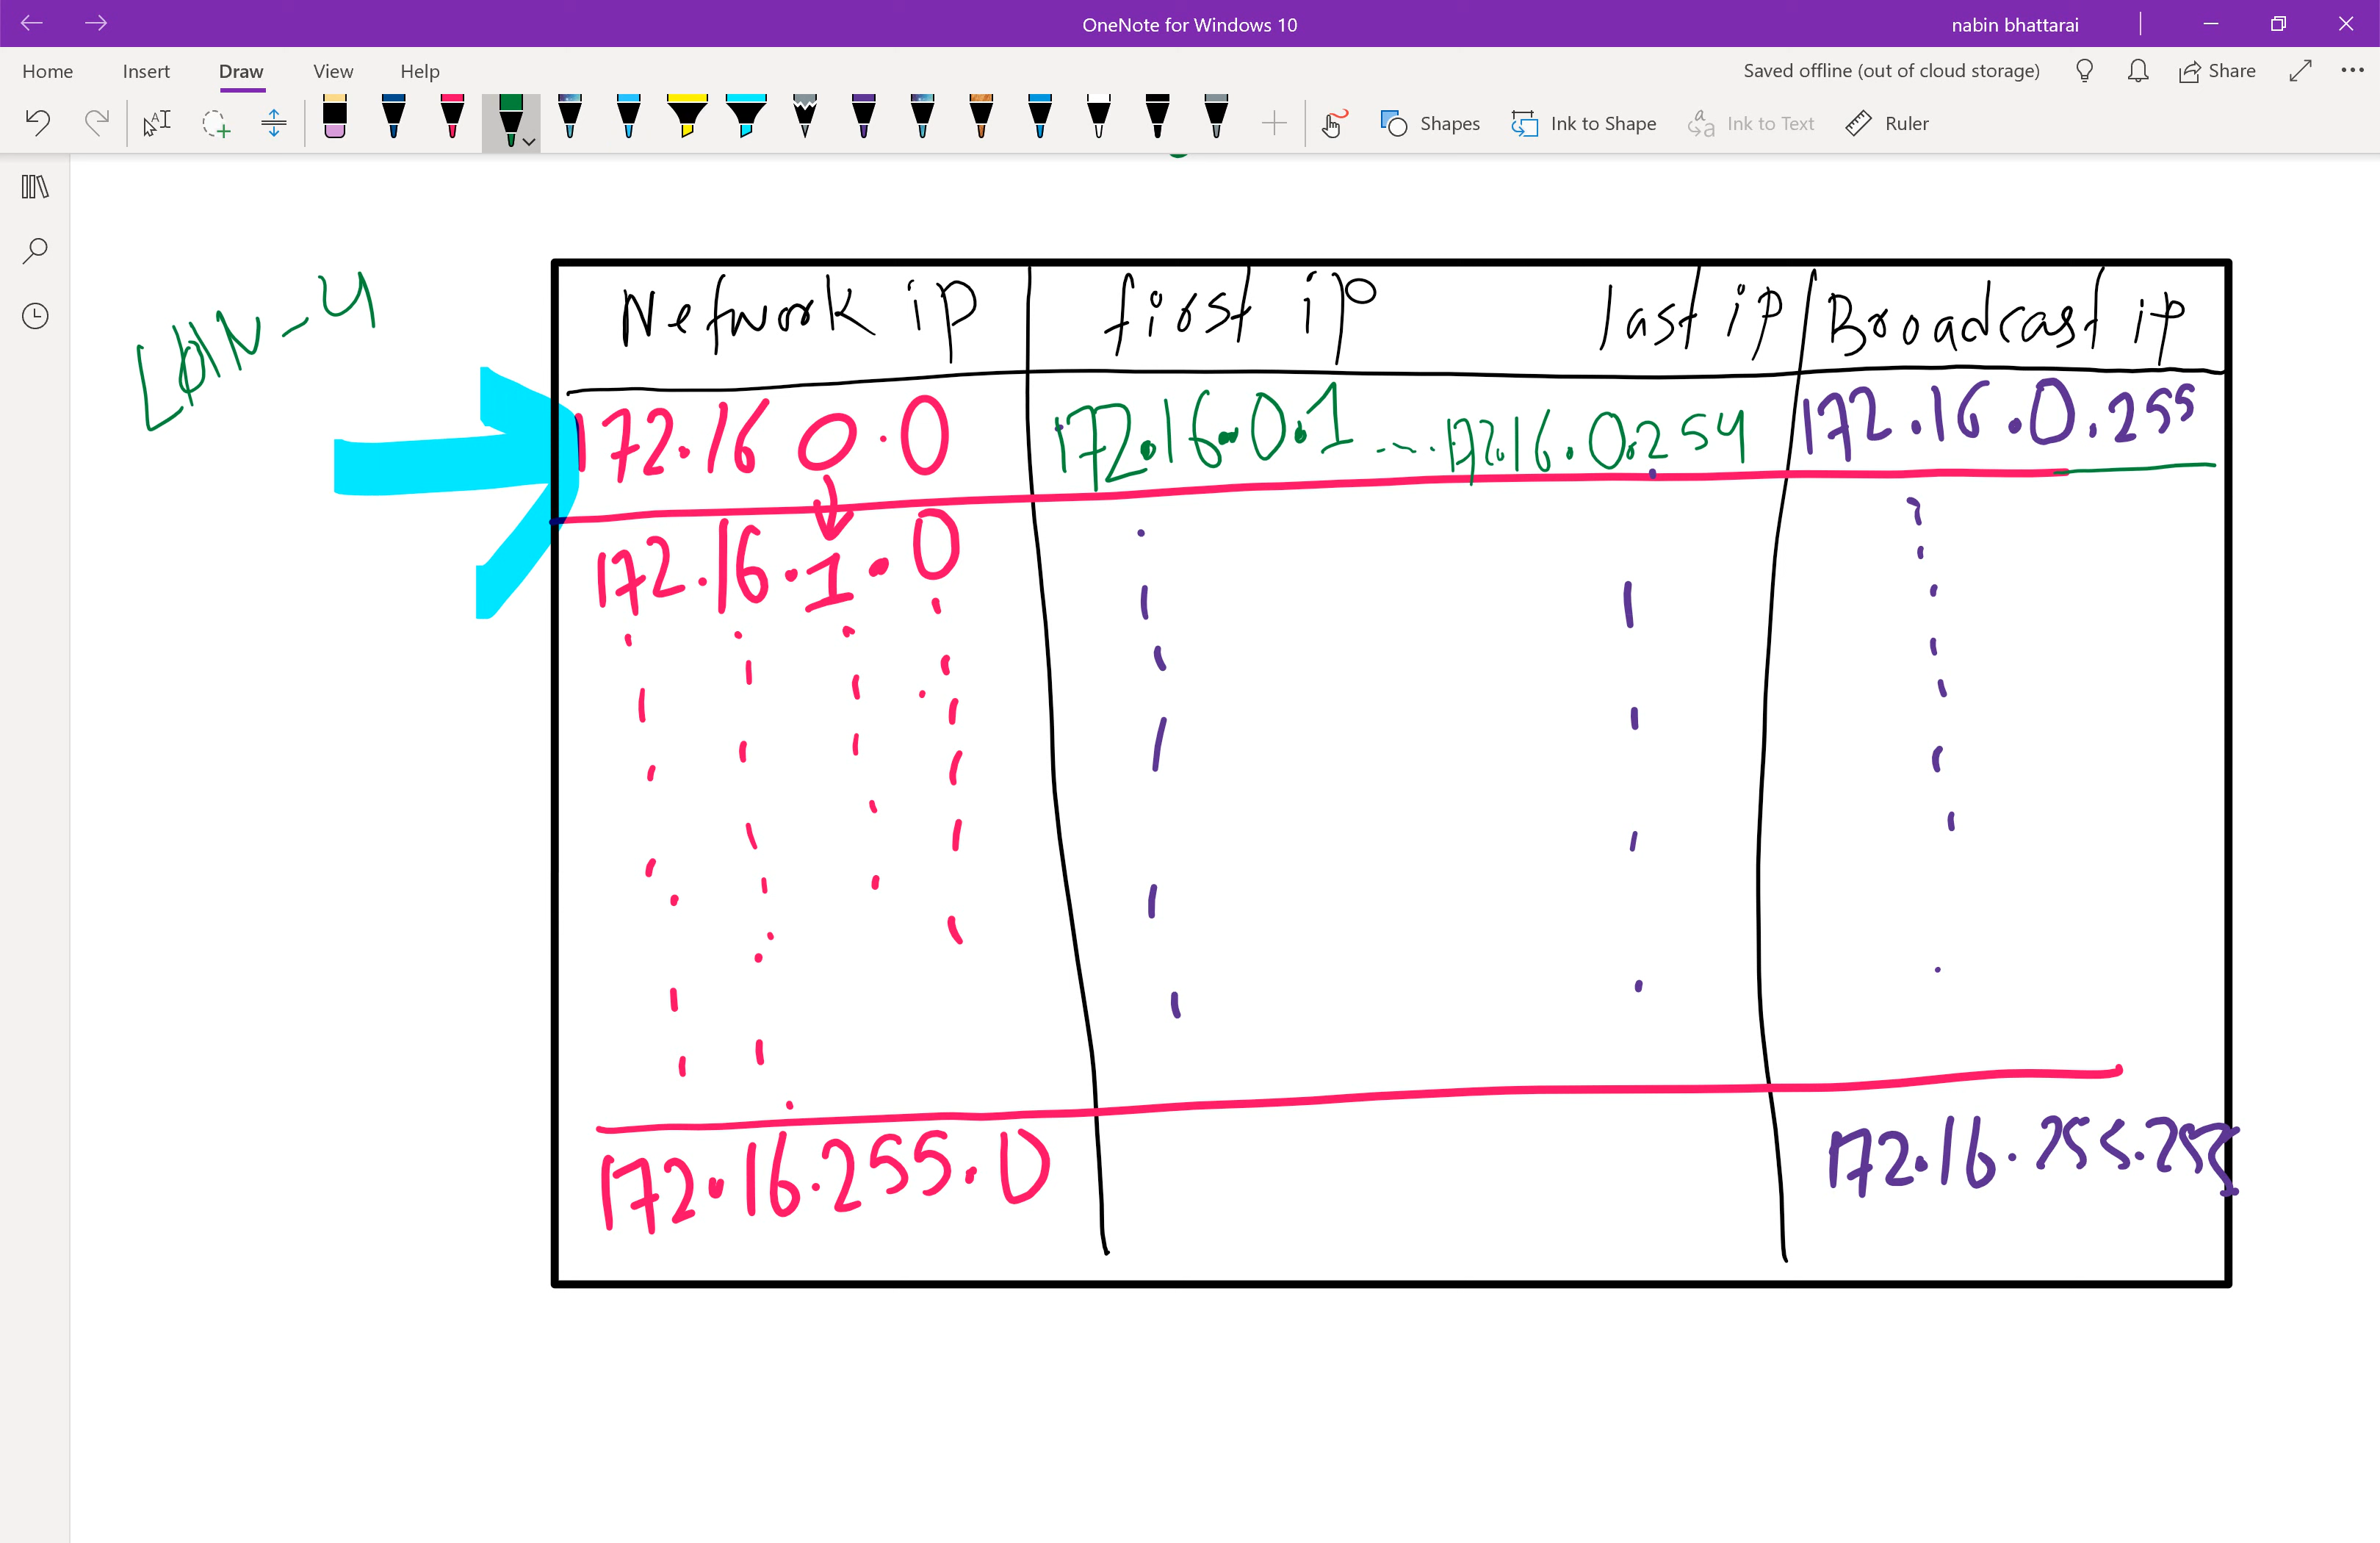 OneNote for Windows 10
nabin bhattarai
Home Insert Draw View Help
Saved offline (out of cloud storage)
Share
Shapes Ink to Shape Ink to Text Ruler
Network ip first ip last ip Broadcast ip
172.16 0.0 172.16.0.1 ---- 172.16.0.254 172.16.0.255
172.16.1.0
172.16.255.0 172.16.255.255